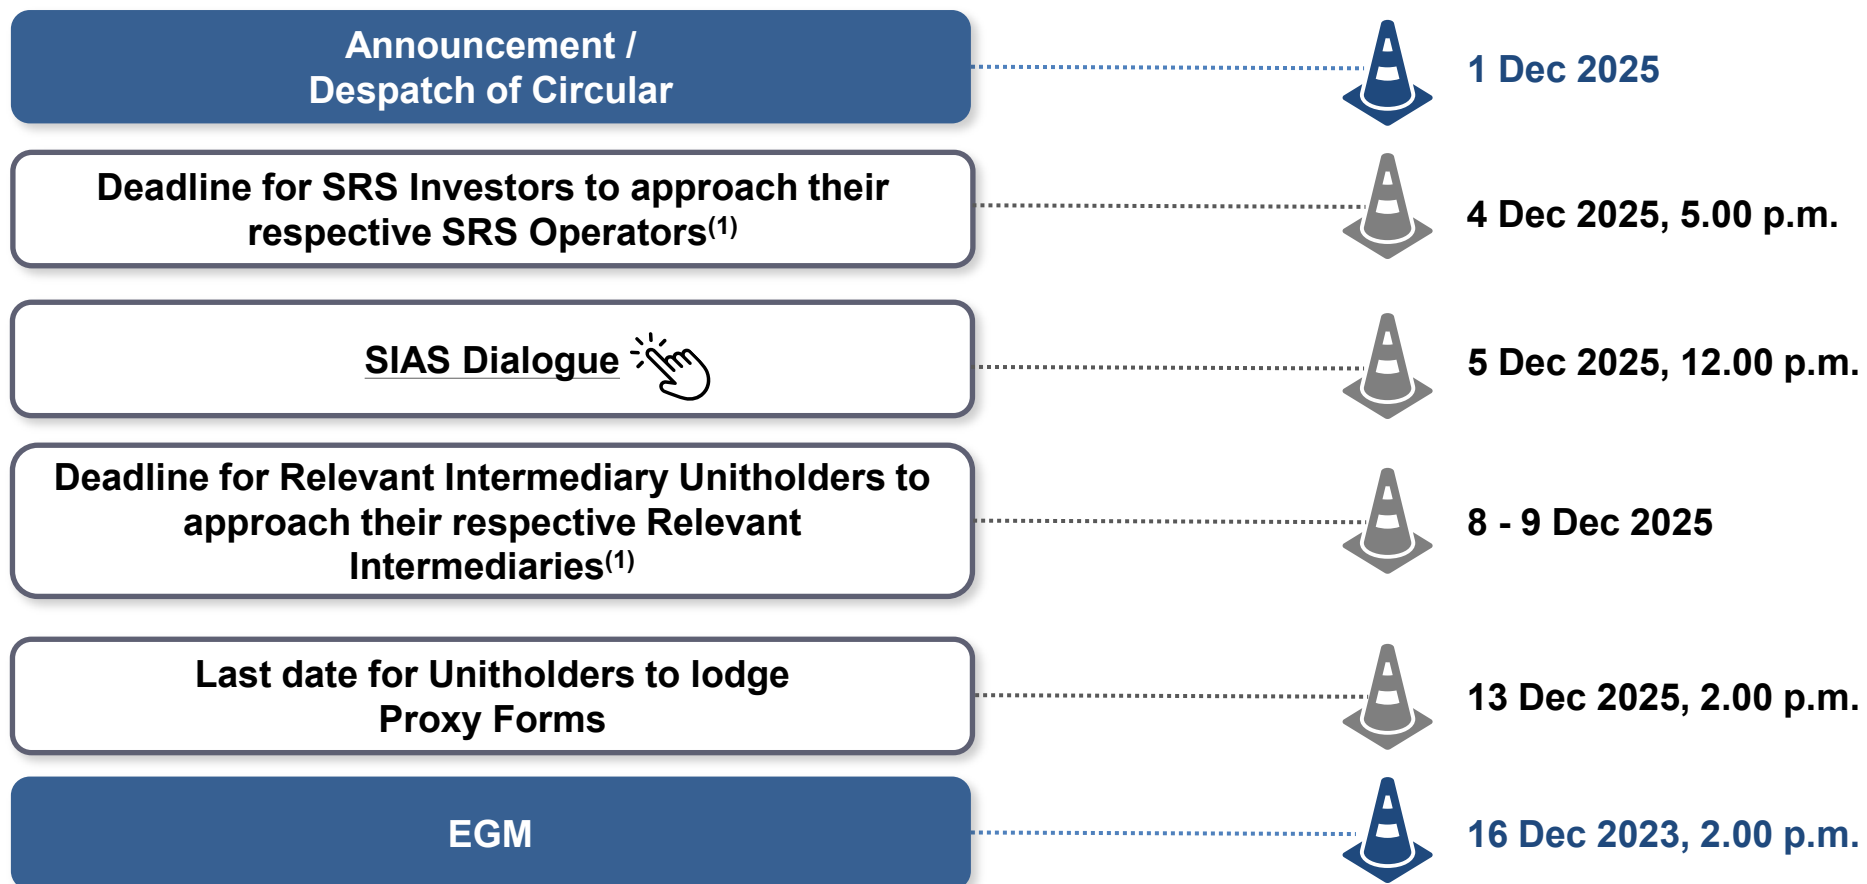 Announcement /
Despatch of Circular
1 Dec 2025
Deadline for SRS Investors to approach their
respective SRS Operators(1)
4 Dec 2025, 5.00 p.m.
SIAS Dialogue
5 Dec 2025, 12.00 p.m.
Deadline for Relevant Intermediary Unitholders to
approach their respective Relevant
Intermediaries(1)
8 - 9 Dec 2025
Last date for Unitholders to lodge
Proxy Forms
13 Dec 2025, 2.00 p.m.
EGM
16 Dec 2023, 2.00 p.m.